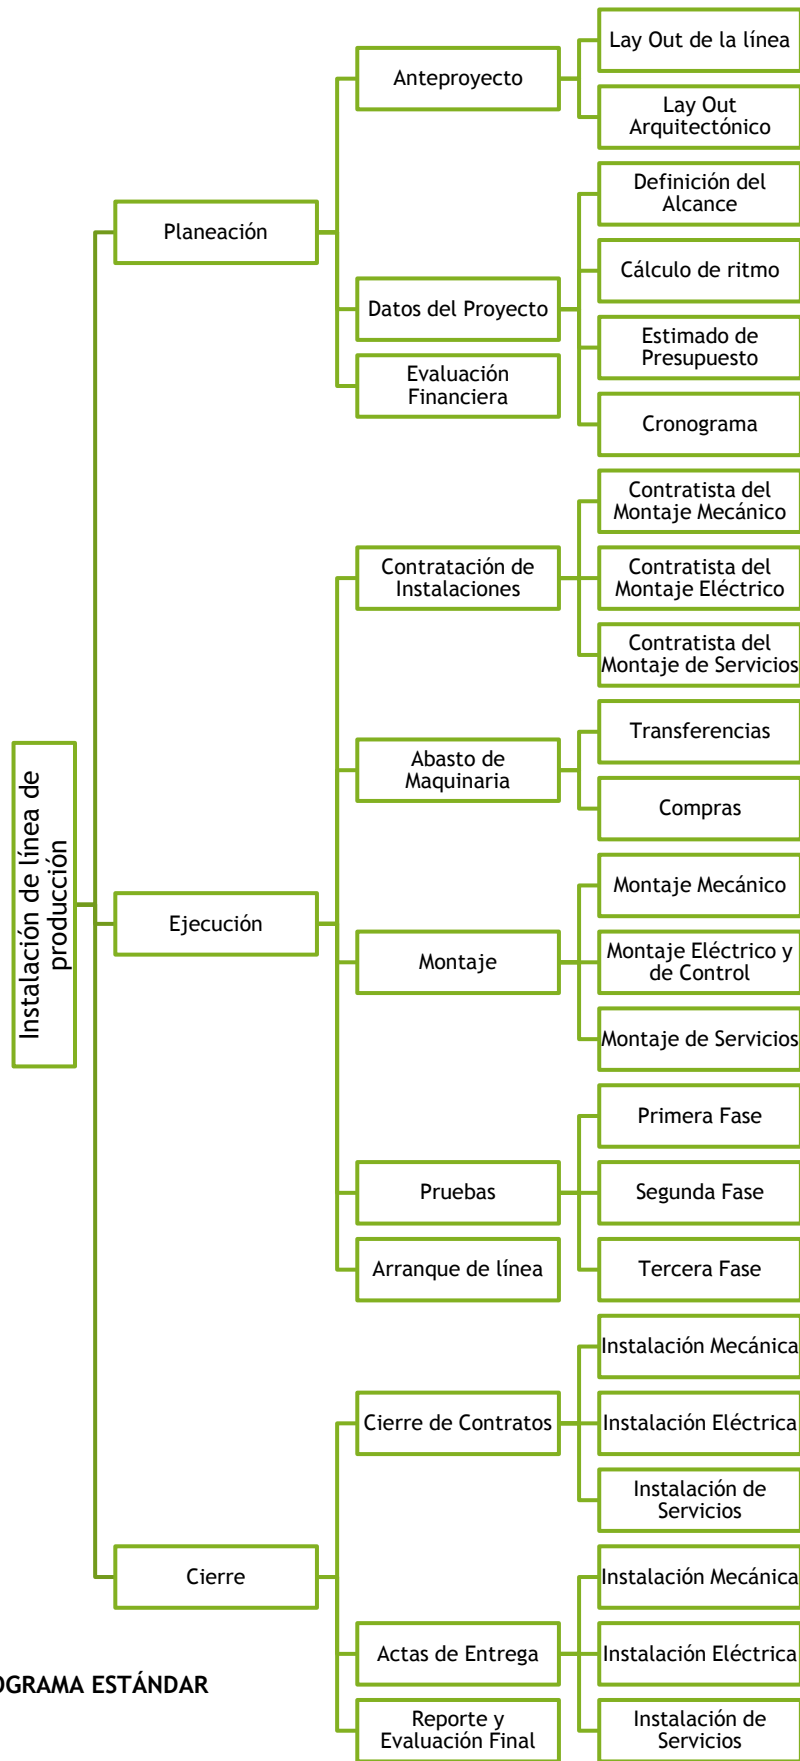 Instalación de línea de
producción
Planeación
Anteproyecto
Lay Out de la línea
Lay Out
Arquitectónico
Datos del Proyecto
Definición del
Alcance
Cálculo de ritmo
Estimado de
Presupuesto
Cronograma
Evaluación
Financiera
Ejecución
Contratación de
Instalaciones
Contratista del
Montaje Mecánico
Contratista del
Montaje Eléctrico
Contratista del
Montaje de Servicios
Abasto de
Maquinaria
Transferencias
Compras
Montaje
Montaje Mecánico
Montaje Eléctrico y
de Control
Montaje de Servicios
Pruebas
Primera Fase
Segunda Fase
Tercera Fase
Arranque de línea
Cierre
Cierre de Contratos
Instalación Mecánica
Instalación Eléctrica
Instalación de
Servicios
Actas de Entrega
Instalación Mecánica
Instalación Eléctrica
Instalación de
Servicios
Reporte y
Evaluación Final
OGRAMA ESTÁNDAR